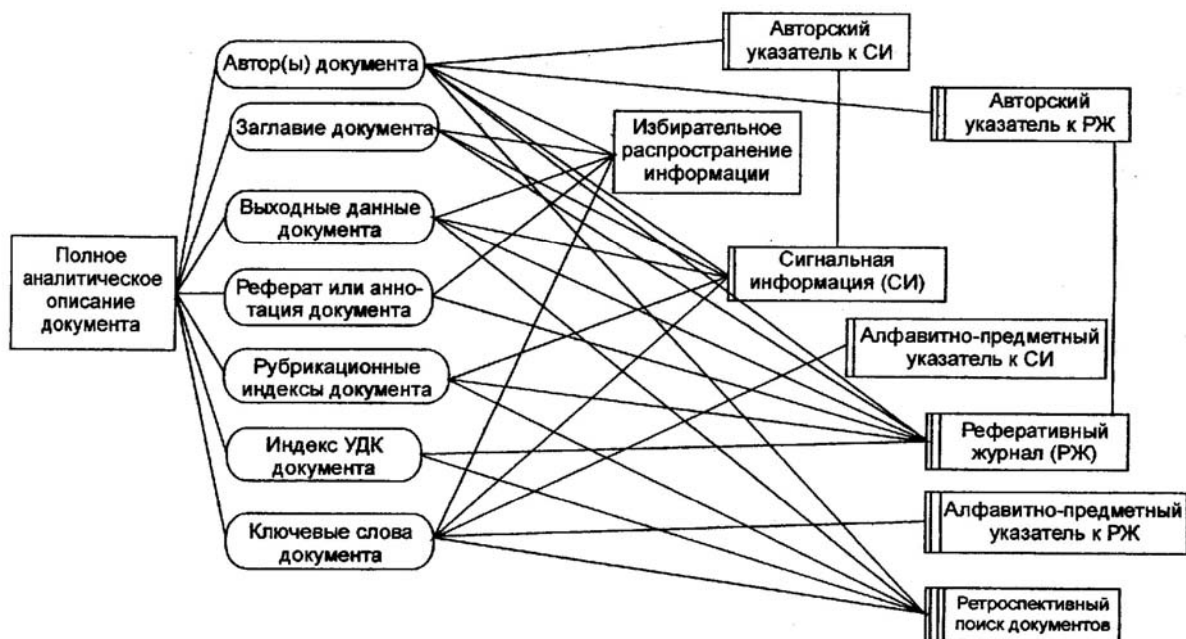 Полное
аналитическое
описание
документа
Автор(ы) документа
Заглавие документа
Выходные данные
документа
Реферат или анно-
тация документа
Рубрикационные
индексы документа
Индекс УДК
документа
Ключевые слова
документа
Авторский
указатель к СИ
Авторский
указатель к РЖ
Избирательное
распространение
информации
Сигнальная
информация (СИ)
Алфавитно-предметный
указатель к СИ
Реферативный
журнал (РЖ)
Алфавитно-предметный
указатель к РЖ
Ретроспективный
поиск документов